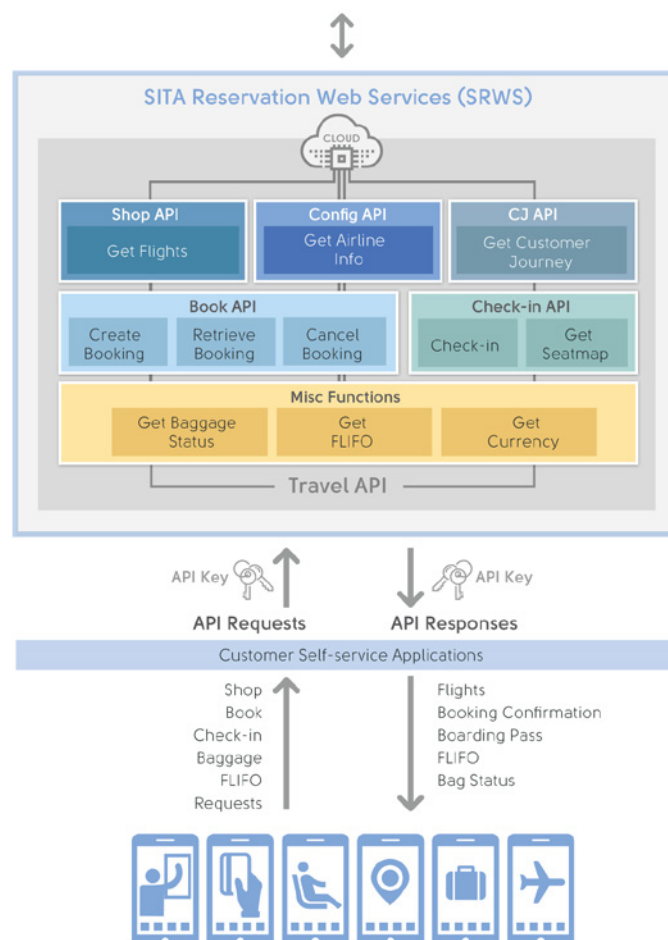 SITA Reservation Web Services (SRWS)
CLOUD
Shop API
Get Flights
Config API
Get Airline
Info
CJ API
Get Customer
Journey
Book API
Create
Booking
Retrieve
Booking
Cancel
Booking
Check-in API
Check-in
Get
Seatmap
Misc Functions
Get Baggage
Status
Get
FLIFO
Get
Currency
Travel API
API Key
API Key
API Requests
API Responses
Customer Self-service Applications
Shop
Book
Check-in
Baggage
FLIFO
Requests
Flights
Booking Confirmation
Boarding Pass
FLIFO
Bag Status